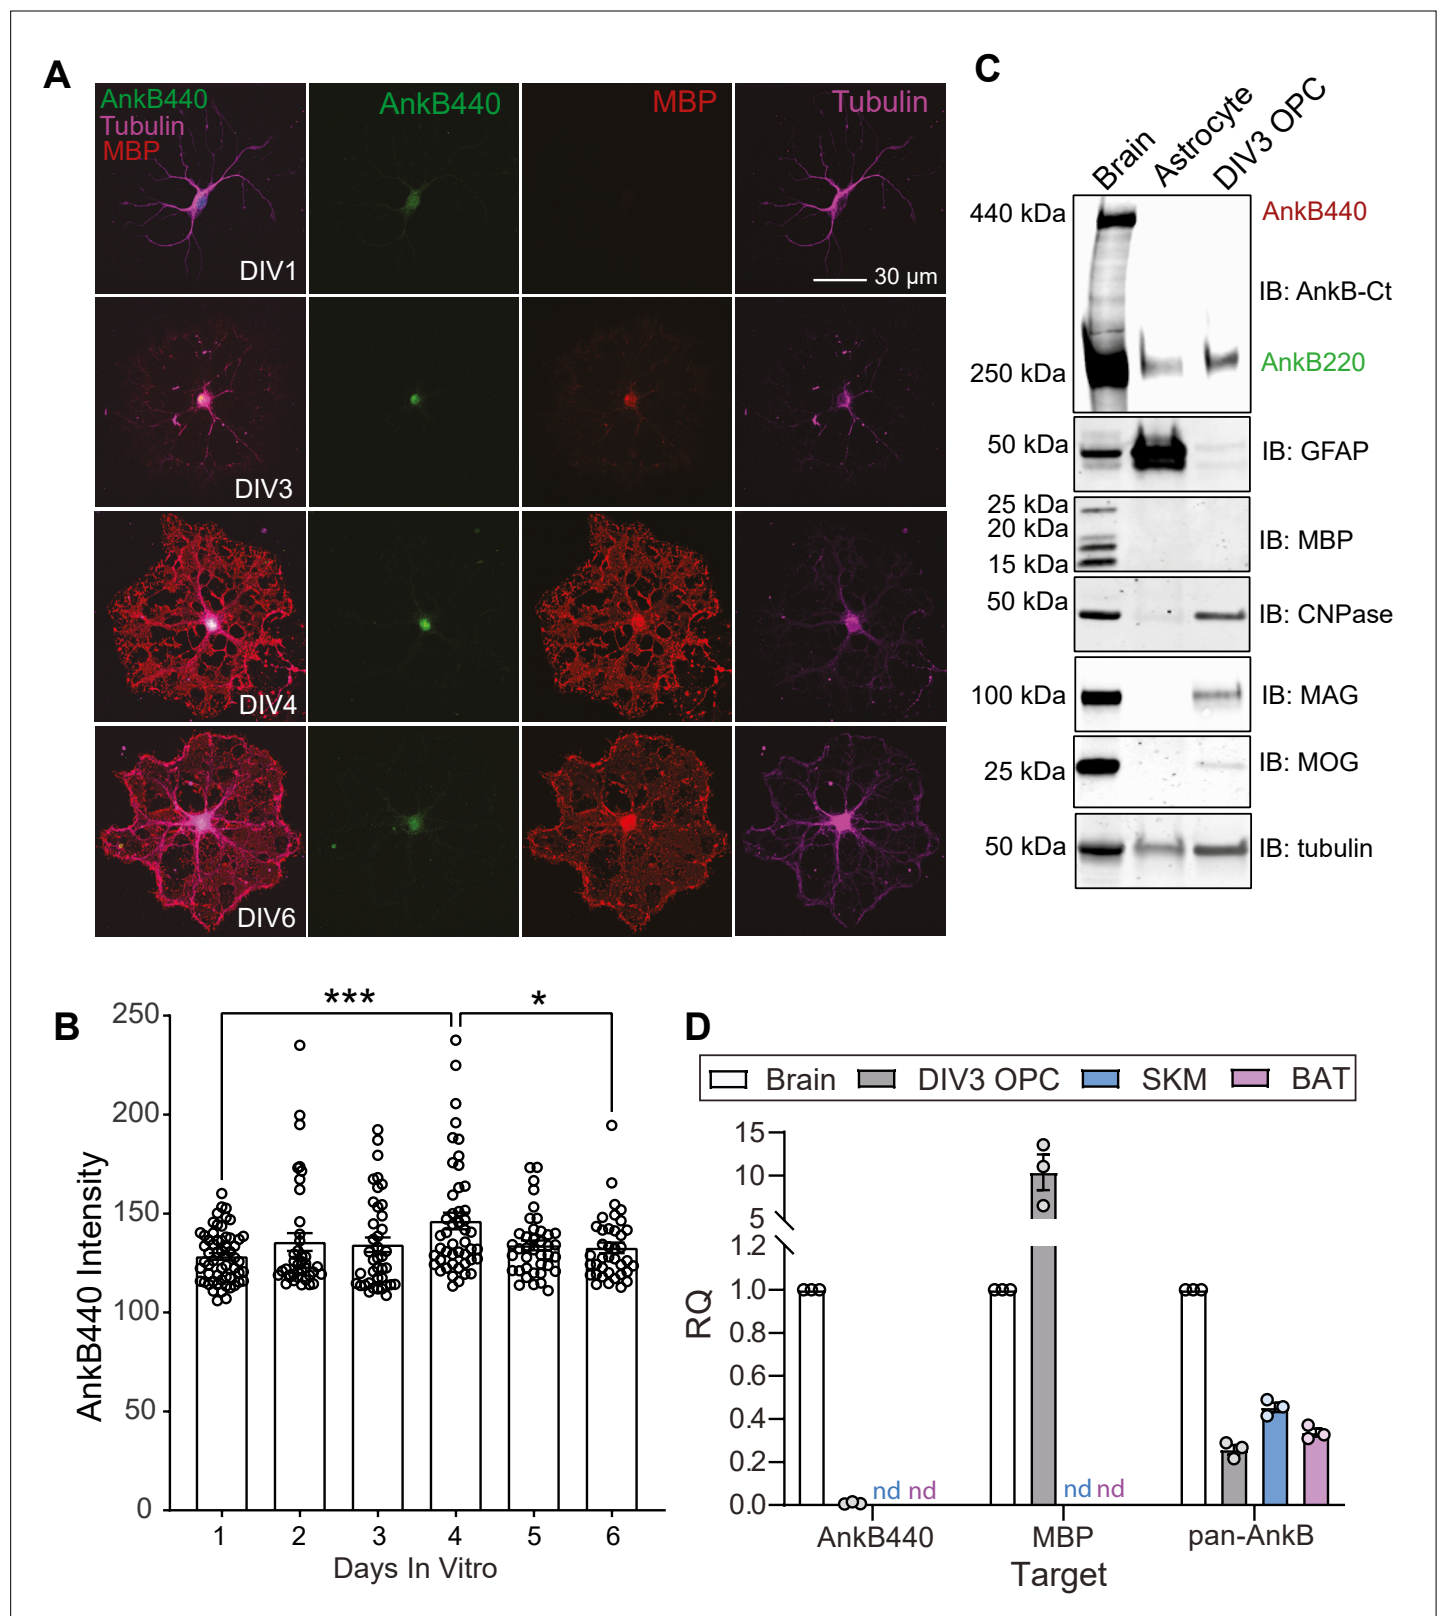 A
AnkB440
Tubulin
MBP
AnkB440
MBP
Tubulin
DIV1
30 µm
DIV3
DIV4
DIV6
C
Brain
Astrocyte
DIV3 OPC
440 kDa
AnkB440
IB: AnkB-Ct
250 kDa
AnkB220
50 kDa
IB: GFAP
25 kDa
20 kDa
15 kDa
IB: MBP
50 kDa
IB: CNPase
100 kDa
IB: MAG
25 kDa
IB: MOG
50 kDa
IB: tubulin
B
*** *
AnkB440 Intensity
250
200
150
100
50
0
1 2 3 4 5 6
Days In Vitro
D
Brain DIV3 OPC SKM BAT
RQ
15
10
5
1.2
1.0
0.8
0.6
0.4
0.2
0.0
nd nd
nd nd
AnkB440 MBP pan-AnkB
Target